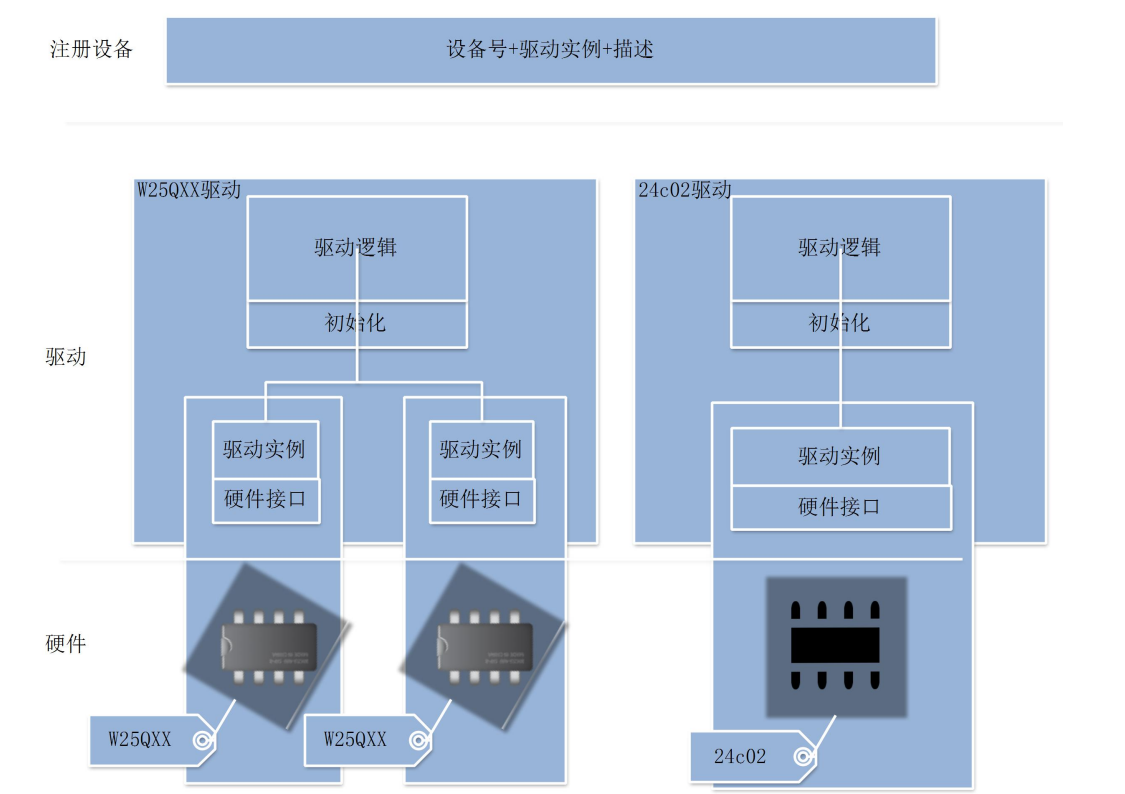 注册设备
设备号+驱动实例+描述
W25QXX驱动
24c02驱动
驱动逻辑
驱动逻辑
初始化
初始化
驱动
驱动实例
驱动实例
驱动实例
硬件接口
硬件接口
硬件接口
硬件
W25QXX
W25QXX
24c02